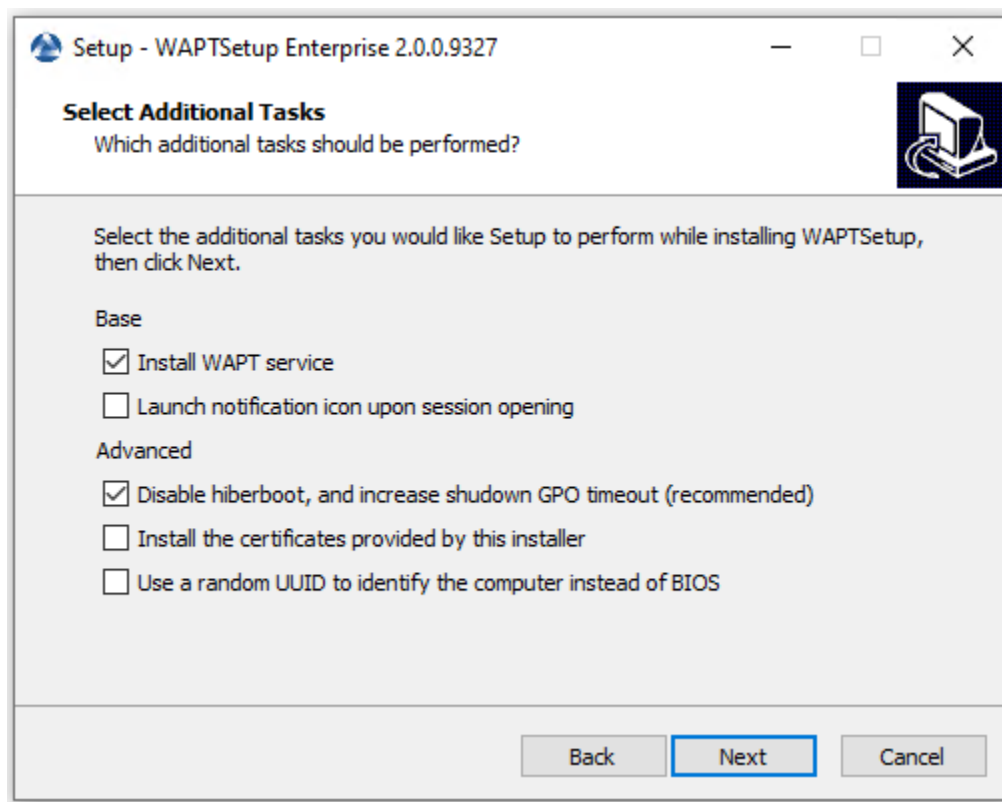 Setup - WAPTSetup Enterprise 2.0.0.9327
Select Additional Tasks
Which additional tasks should be performed?
Select the additional tasks you would like Setup to perform while installing WAPTSetup,
then click Next.
Base
Install WAPT service
Launch notification icon upon session opening
Advanced
Disable hiberboot, and increase shudown GPO timeout (recommended)
Install the certificates provided by this installer
Use a random UUID to identify the computer instead of BIOS
Back
Next
Cancel